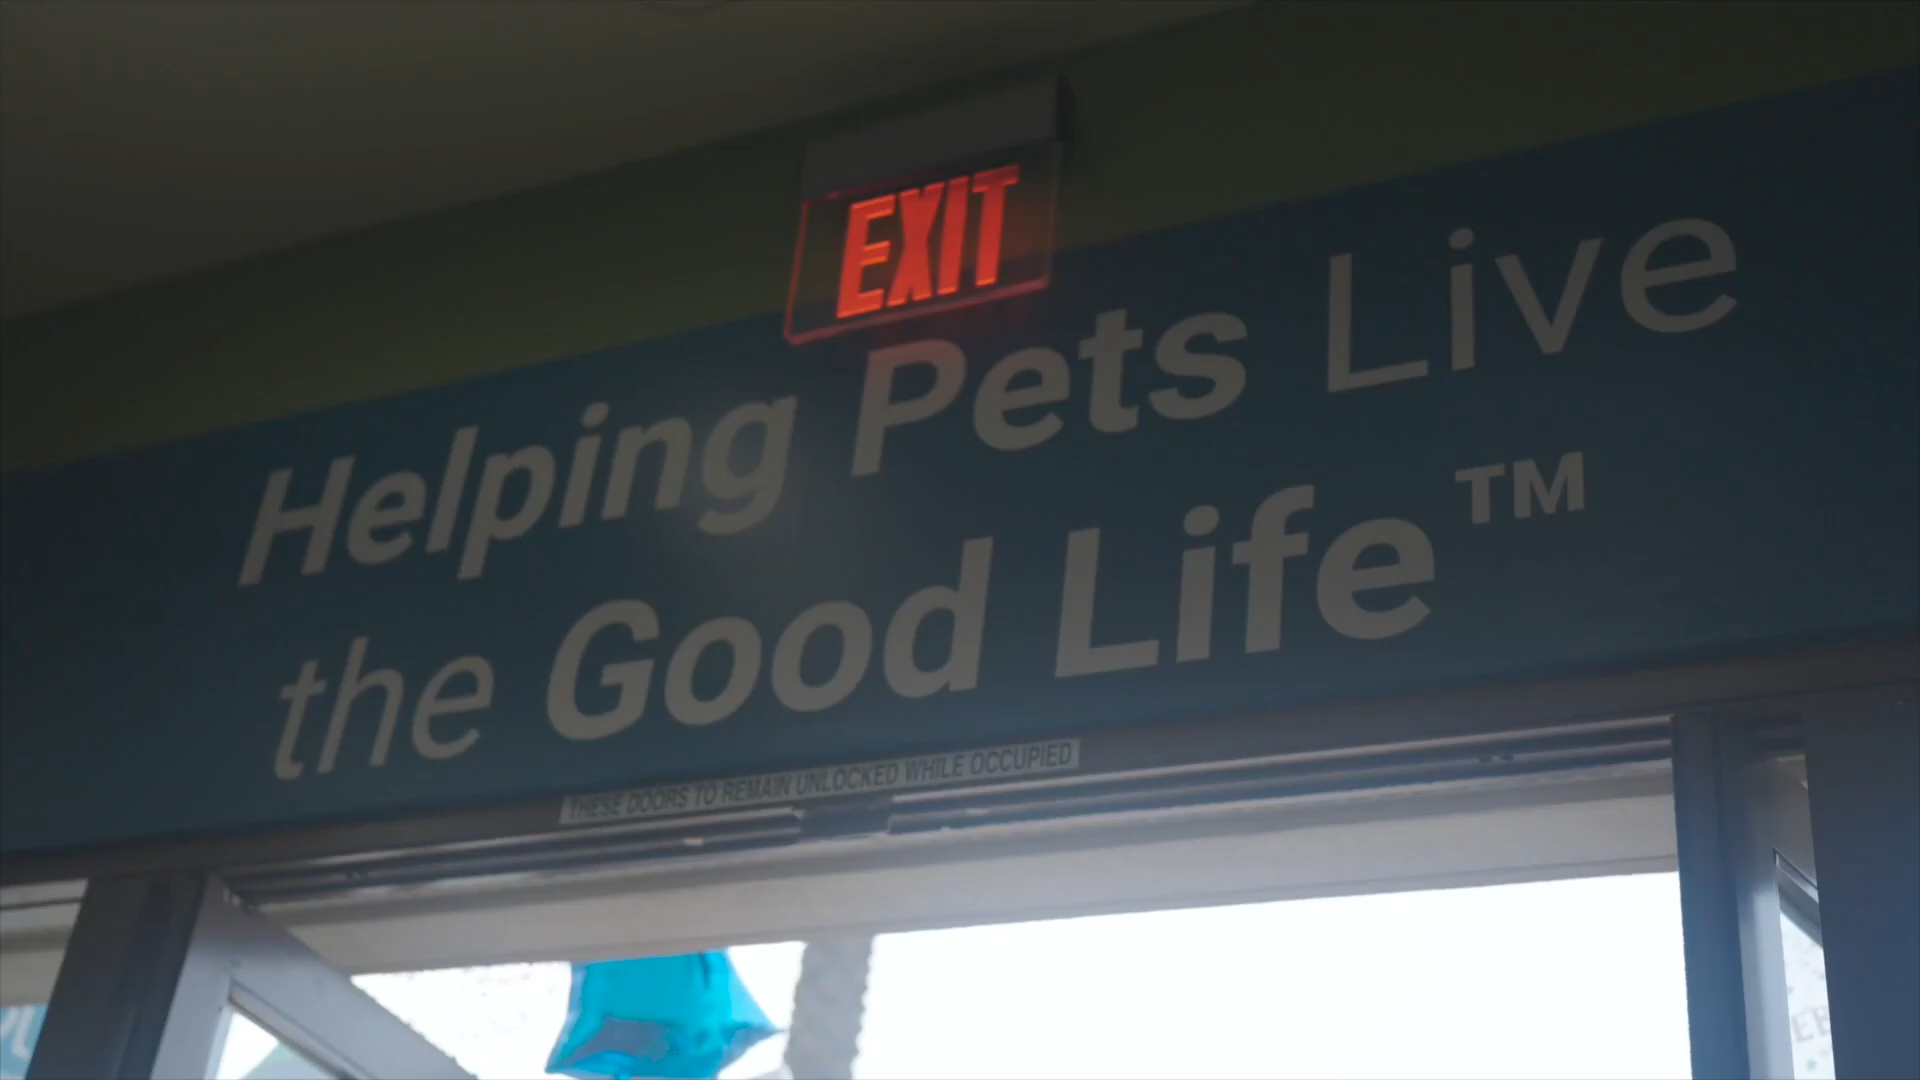 EXIT
Helping Pets Live
the Good Life™
THESE DOORS TO REMAIN UNLOCKED WHILE OCCUPIED